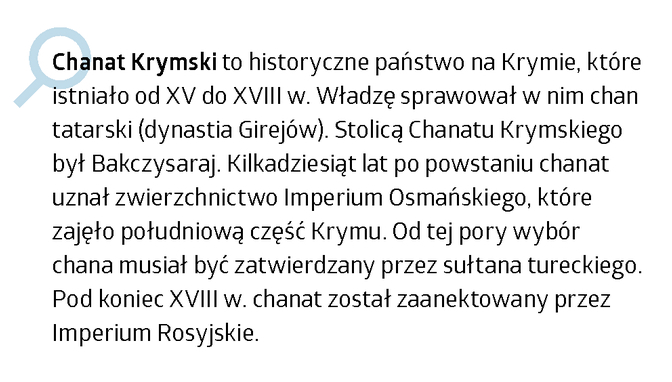 Chanat Krymski to historyczne państwo na Krymie, które
istniało od XV do XVIII w. Władzę sprawował w nim chan
tatarski (dynastia Girejów). Stolicą Chanatu Krymskiego
był Bakczysaraj. Kilkadziesiąt lat po powstaniu chanat
uznał zwierzchnictwo Imperium Osmańskiego, które
zajęło południową część Krymu. Od tej pory wybór
chana musiał być zatwierdzany przez sułtana tureckiego.
Pod koniec XVIII w. chanat został zaanektowany przez
Imperium Rosyjskie.